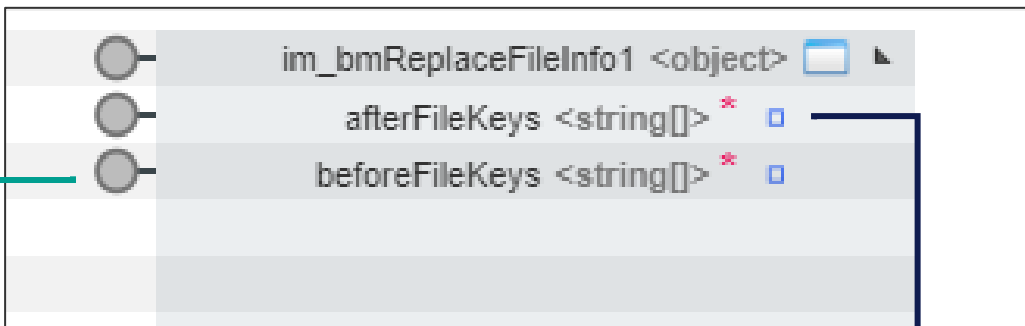 im_bmReplaceFileInfo1 <object>
afterFileKeys <string[]> *
beforeFileKeys <string[]> *